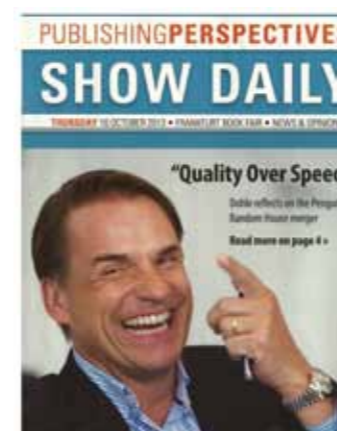 PUBLISHINGPERSPECTIVE
SHOW DAILY
THURSDAY 10 OCTOBER 2013 • FRANKFURT BOOK FAIR • NEWS & OPINION
“Quality Over Speed
Dohle reflects on the Penguin
Random House merger
Read more on page 4 »